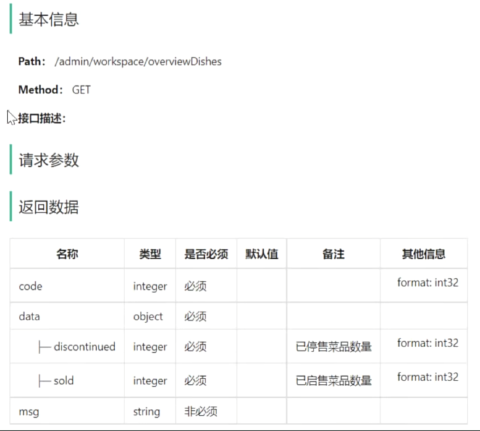 基本信息
Path： /admin/workspace/overviewDishes
Method： GET
接口描述：
请求参数
返回数据
名称 类型 是否必须 默认值 备注 其他信息
code integer 必须 format: int32
data object 必须
├─ discontinued integer 必须 已停售菜品数量 format: int32
├─ sold integer 必须 已启售菜品数量 format: int32
msg string 非必须